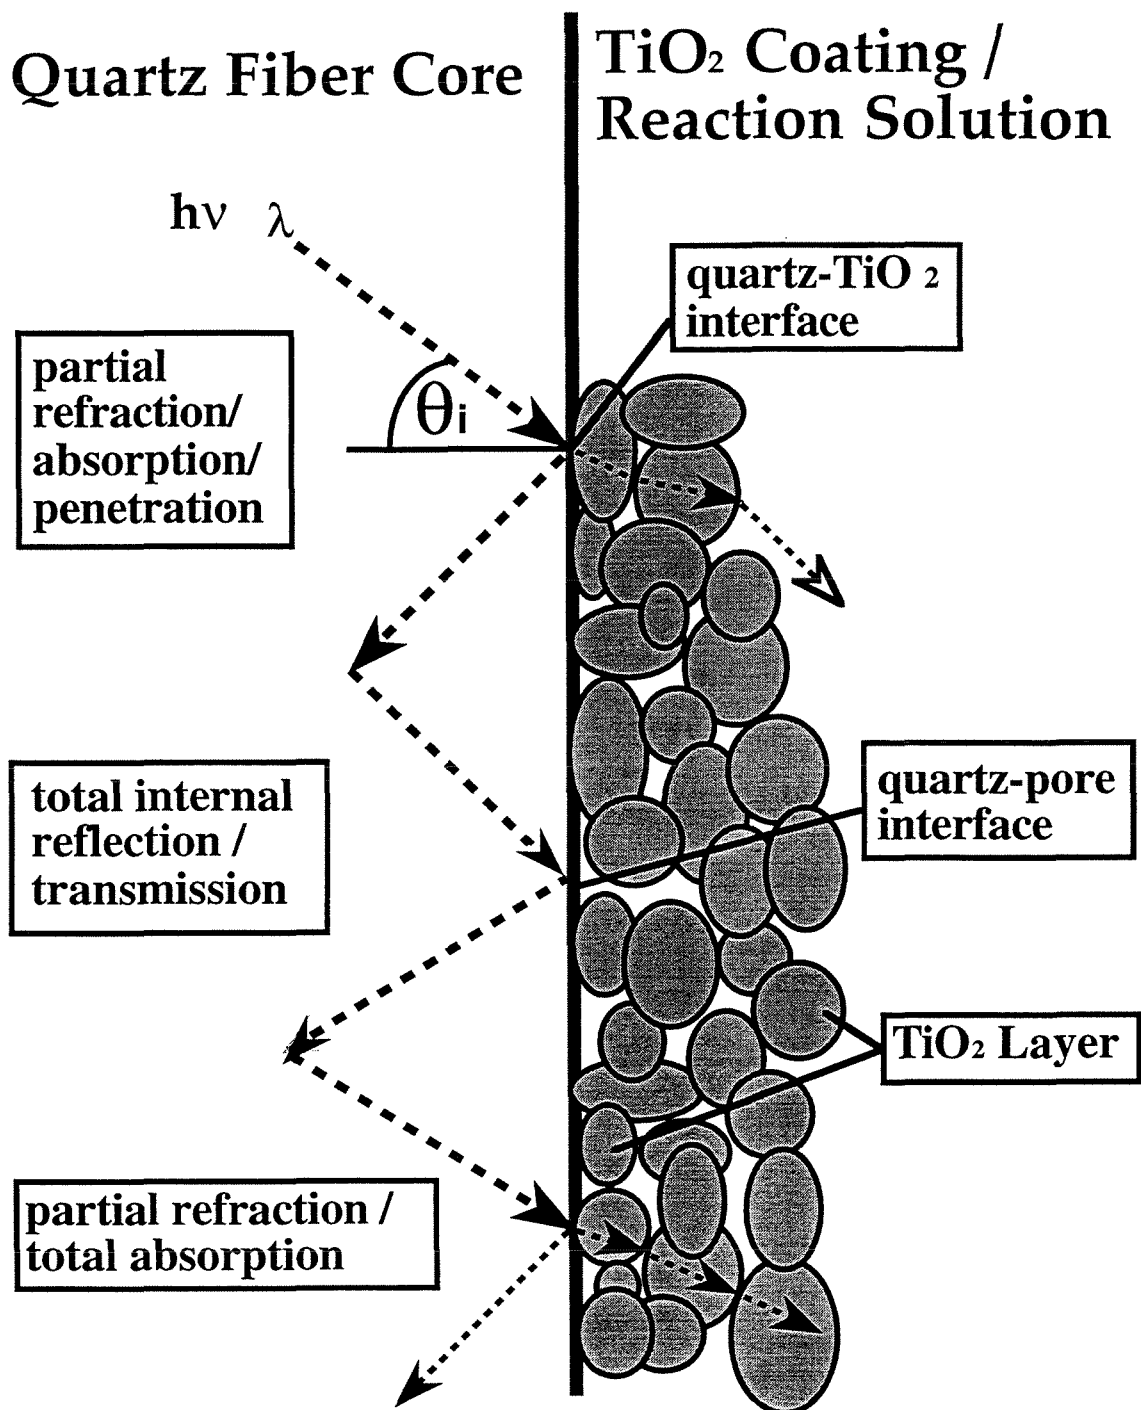 Quartz Fiber Core
TiO₂ Coating /
Reaction Solution
hν λ
quartz-TiO ₂
interface
partial
refraction/
absorption/
penetration
θi
total internal
reflection /
transmission
quartz-pore
interface
TiO₂ Layer
partial refraction /
total absorption